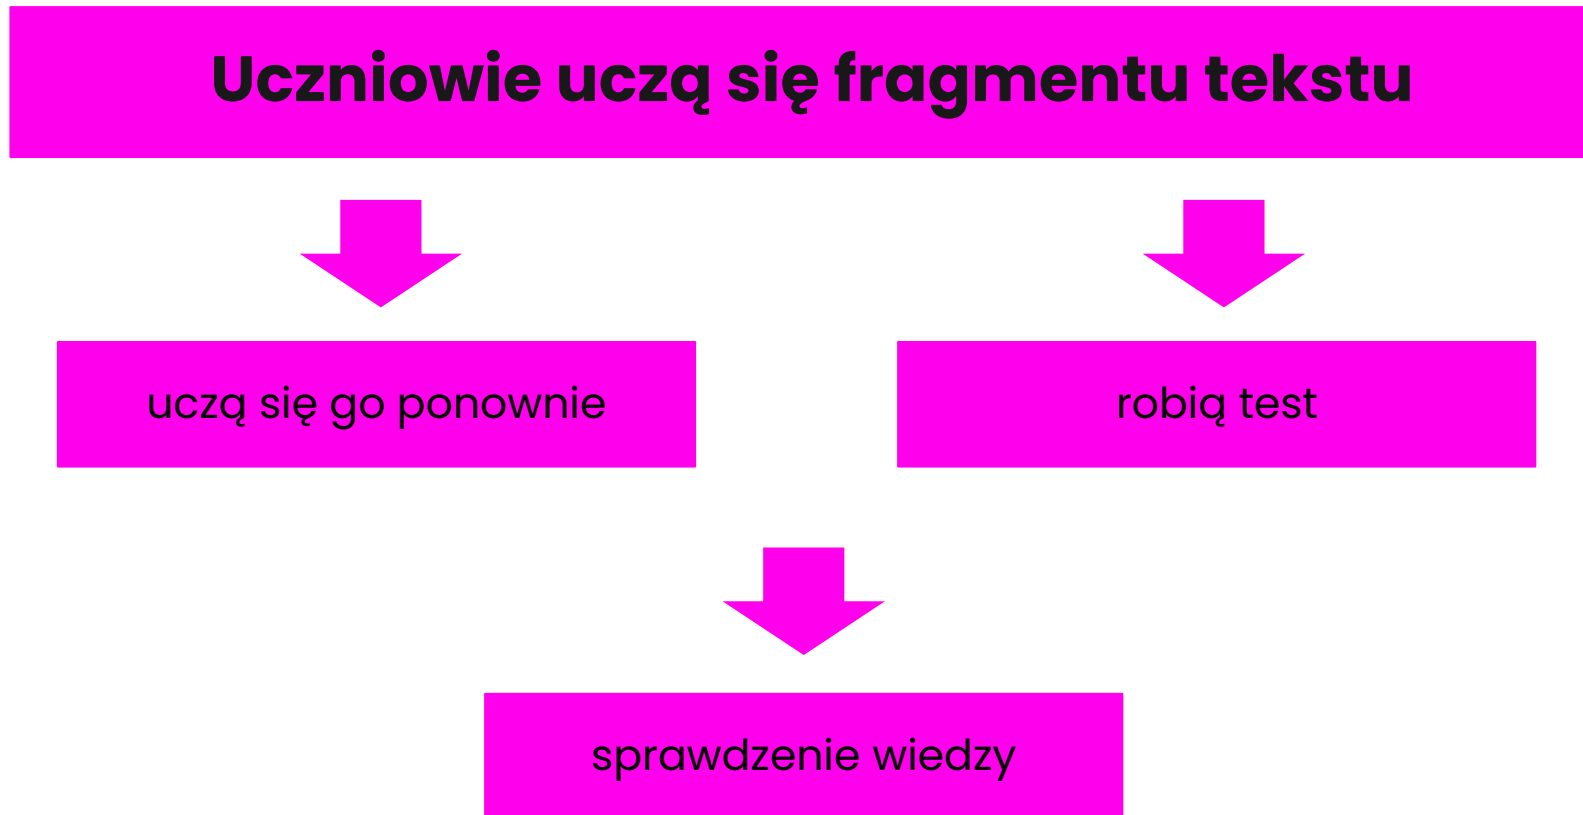 Uczniowie uczą się fragmentu tekstu
uczą się go ponownie
robią test
sprawdzenie wiedzy